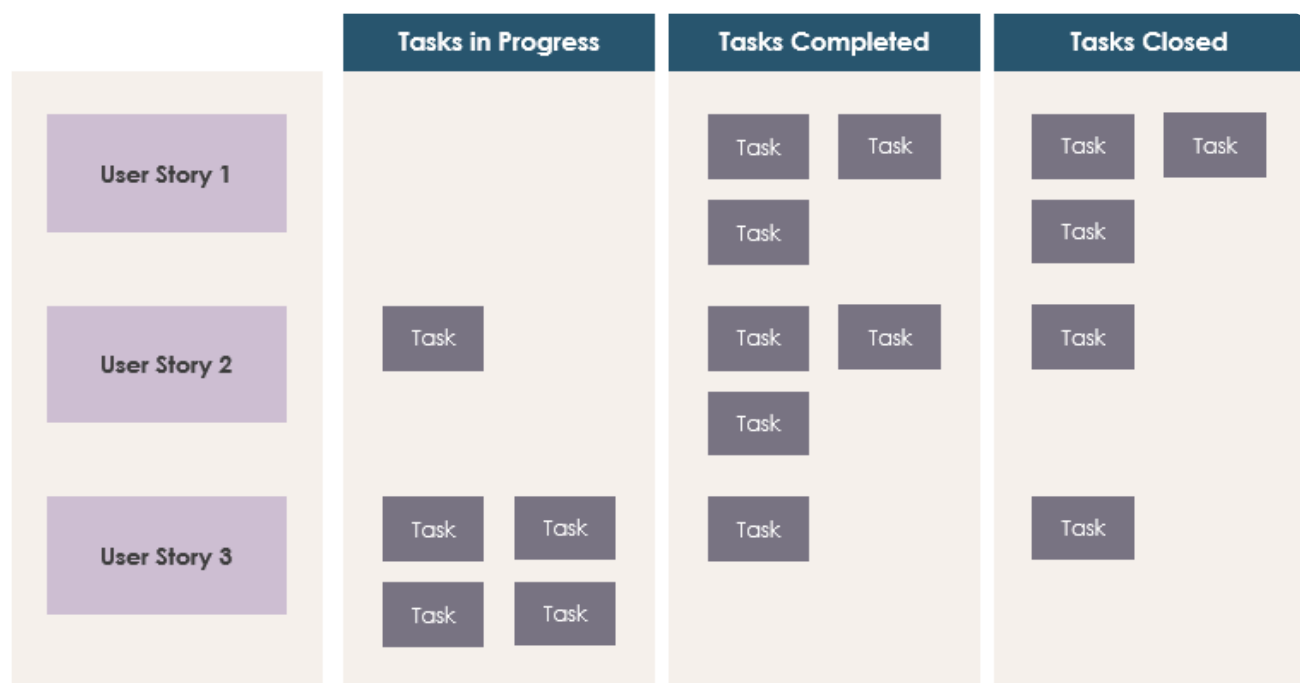 Tasks in Progress
Tasks Completed
Tasks Closed
User Story 1
Task
Task
Task
Task
Task
Task
User Story 2
Task
Task
Task
Task
Task
User Story 3
Task
Task
Task
Task
Task
Task